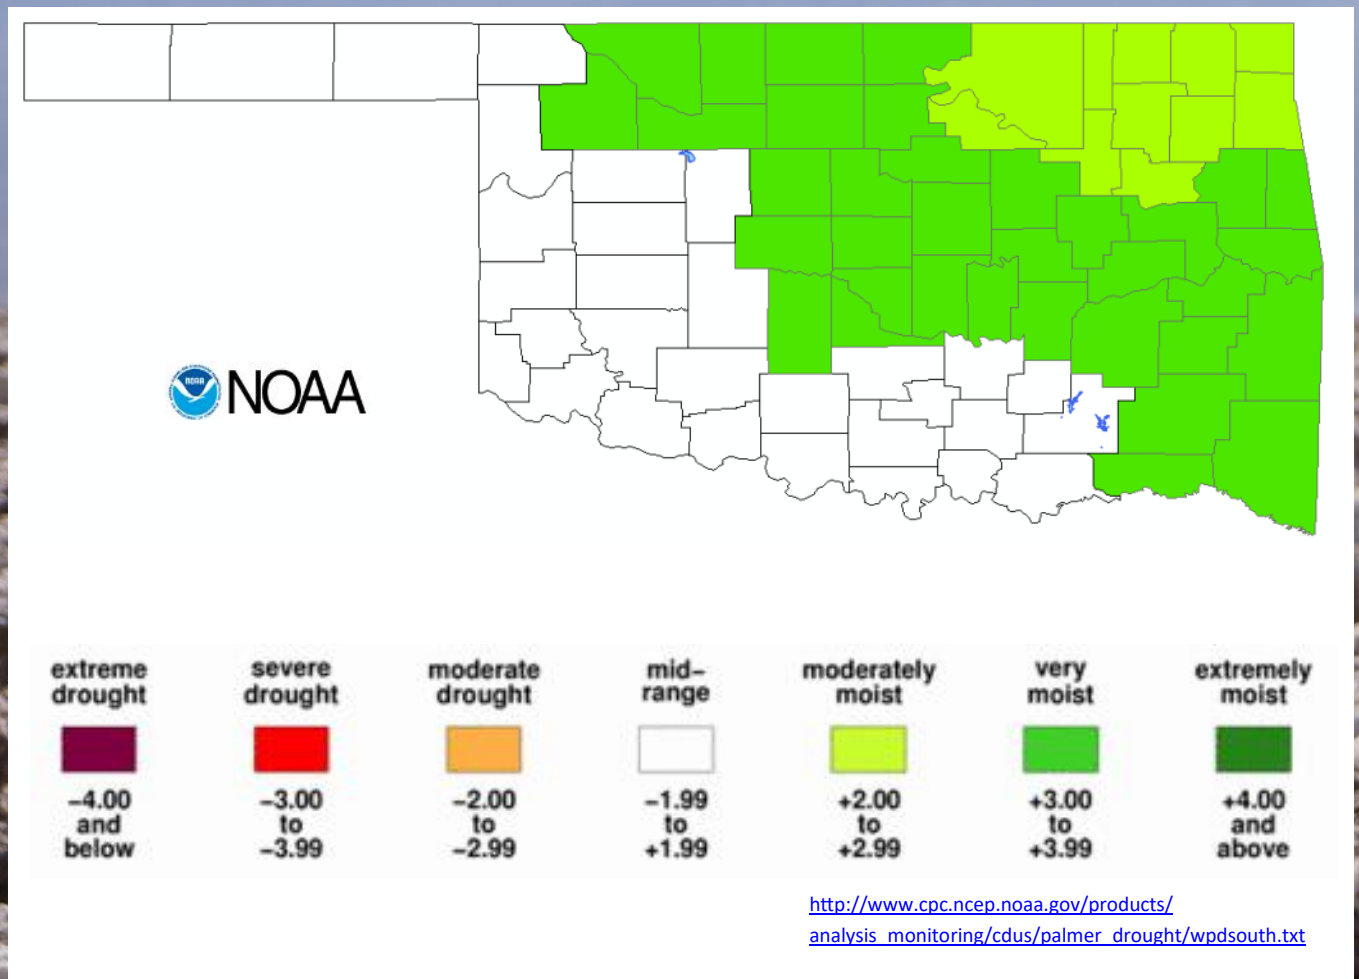 NOAA
NOAA
extreme
drought
severe
drought
moderate
drought
mid–
range
moderately
moist
very
moist
extremely
moist
–4.00
and
below
–3.00
to
–3.99
–2.00
to
–2.99
–1.99
to
+1.99
+2.00
to
+2.99
+3.00
to
+3.99
+4.00
and
above
http://www.cpc.ncep.noaa.gov/products/
analysis_monitoring/cdus/palmer_drought/wpdsouth.txt